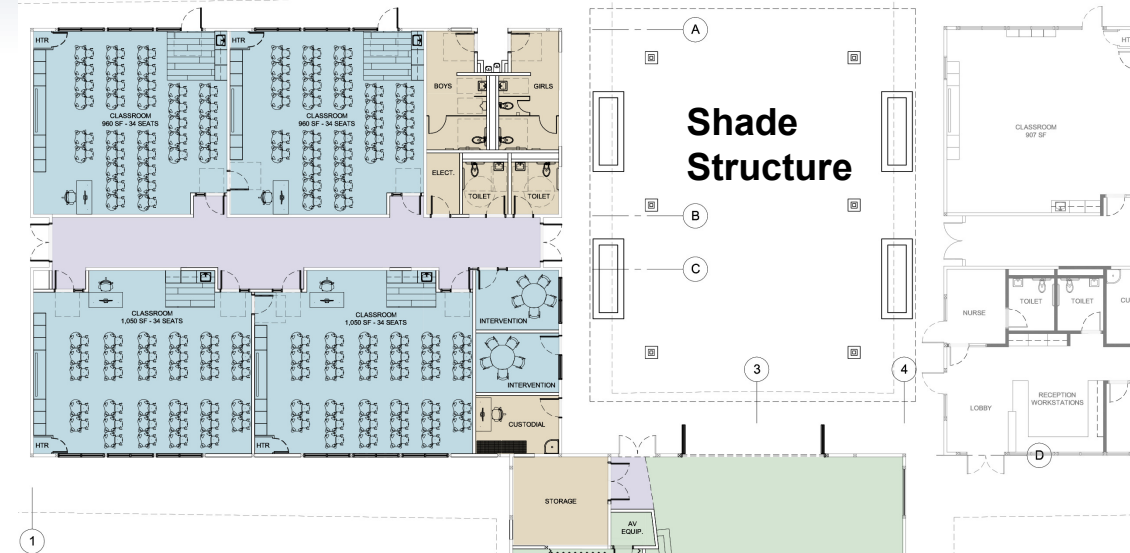 HTR
CLASSROOM
960 SF - 34 SEATS
HTR
CLASSROOM
960 SF - 34 SEATS
BOYS
GIRLS
ELECT.
TOILET
TOILET
A
Shade
Structure
B
C
3
4
CLASSROOM
907 SF
CLASSROOM
1,050 SF - 34 SEATS
CLASSROOM
1,050 SF - 34 SEATS
INTERVENTION
INTERVENTION
CUSTODIAL
HTR
HTR
NURSE
TOILET
TOILET
LOBBY
RECEPTION
WORKSTATIONS
D
STORAGE
AV
EQUIP.
1